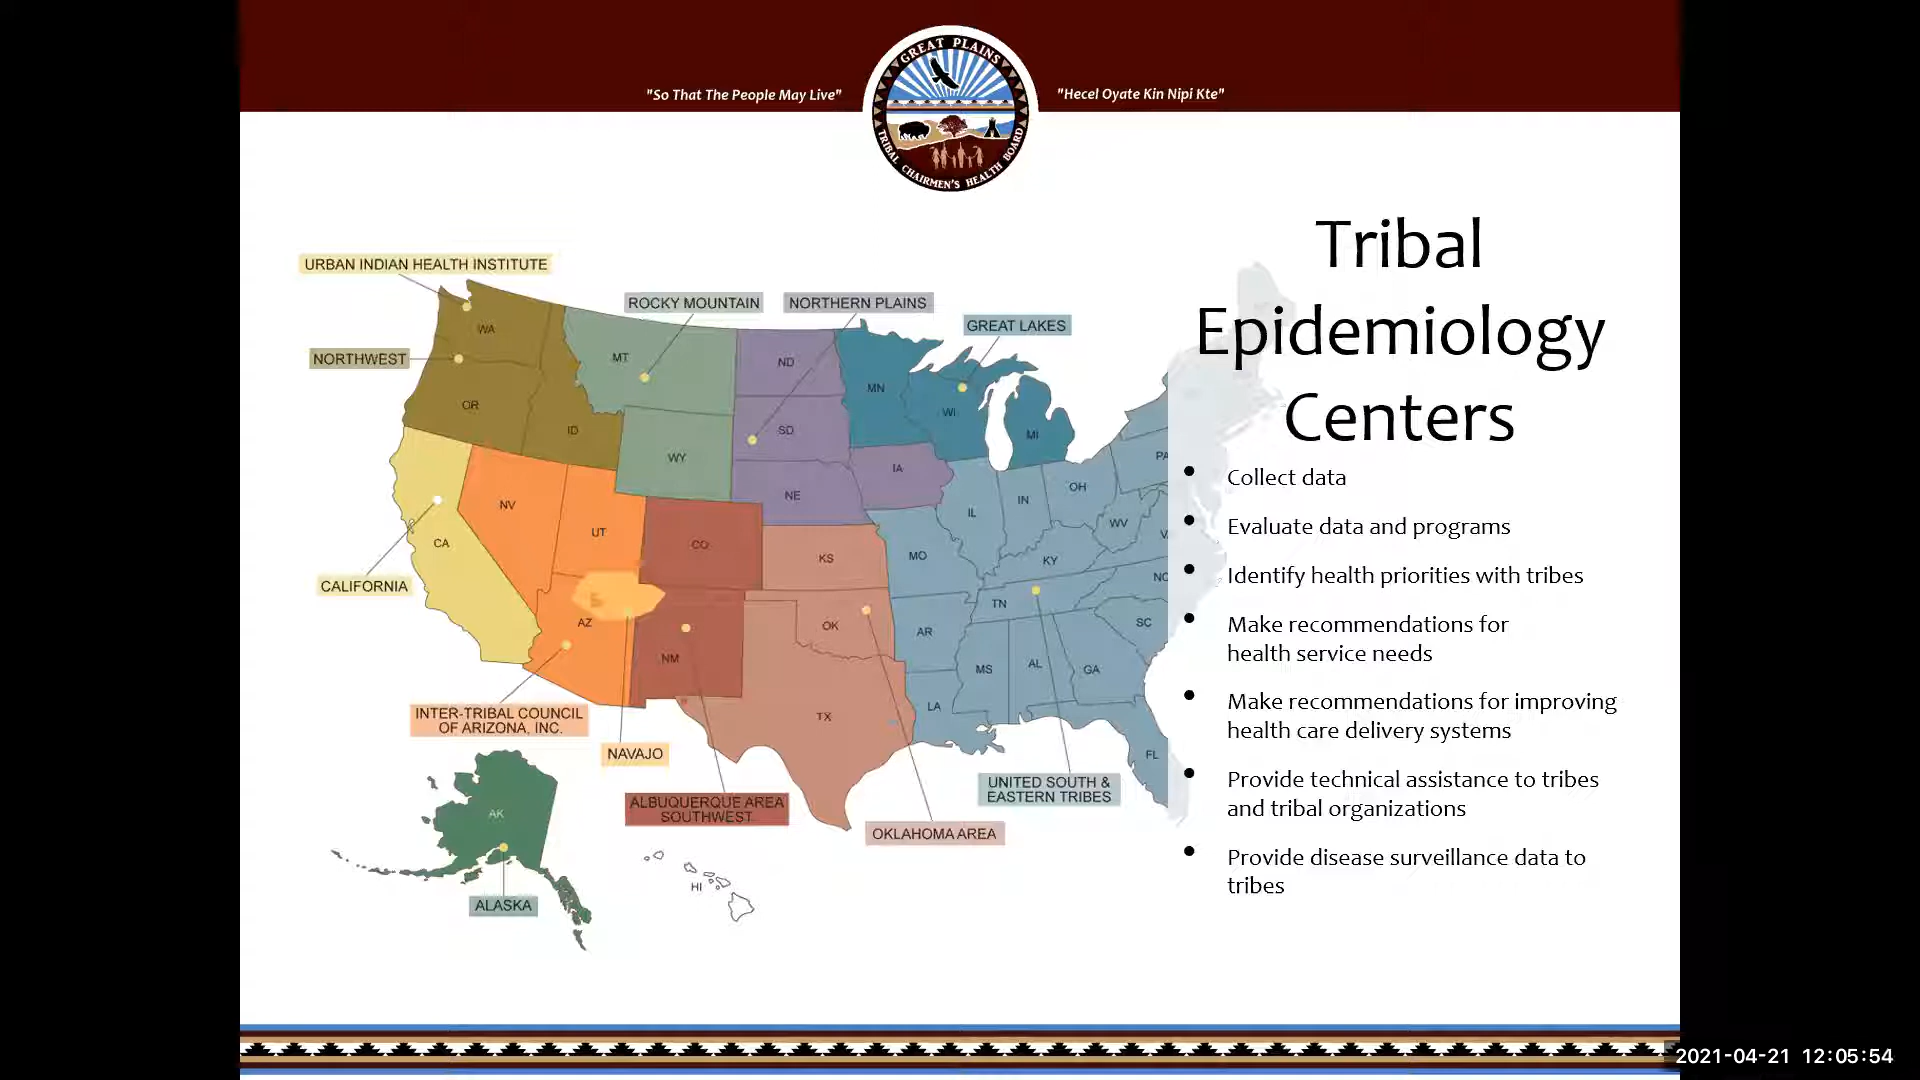 GREAT PLAINS
TRIBAL CHAIRMEN'S HEALTH BOARD
"So That The People May Live"
"Hecel Oyate Kin Nipi Kte"
Tribal
Epidemiology
Centers
Collect data
Evaluate data and programs
Identify health priorities with tribes
Make recommendations for
health service needs
Make recommendations for improving
health care delivery systems
Provide technical assistance to tribes
and tribal organizations
Provide disease surveillance data to
tribes
URBAN INDIAN HEALTH INSTITUTE
ROCKY MOUNTAIN
NORTHERN PLAINS
GREAT LAKES
NORTHWEST
CALIFORNIA
INTER-TRIBAL COUNCIL
OF ARIZONA, INC.
NAVAJO
ALBUQUERQUE AREA
SOUTHWEST
OKLAHOMA AREA
UNITED SOUTH &
EASTERN TRIBES
ALASKA
WA
OR
ID
MT
WY
ND
SD
NE
IA
MN
WI
MI
CA
NV
UT
AZ
CO
NM
KS
OK
TX
MO
AR
LA
IL
IN
OH
KY
TN
MS
AL
GA
FL
SC
NC
WV
PA
AK
HI
2021-04-21 12:05:54